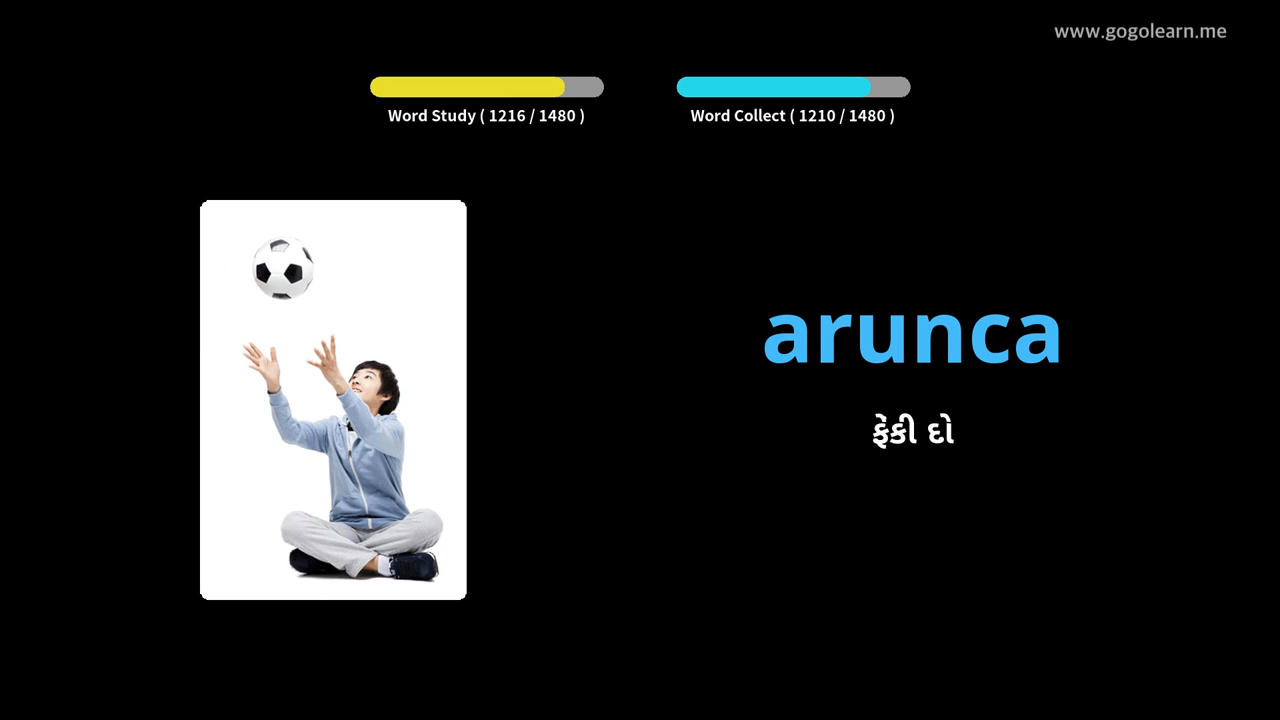 www.gogolearn.me
Word Study ( 1216 / 1480 )
Word Collect ( 1210 / 1480 )
arunca
ફેંકી દો